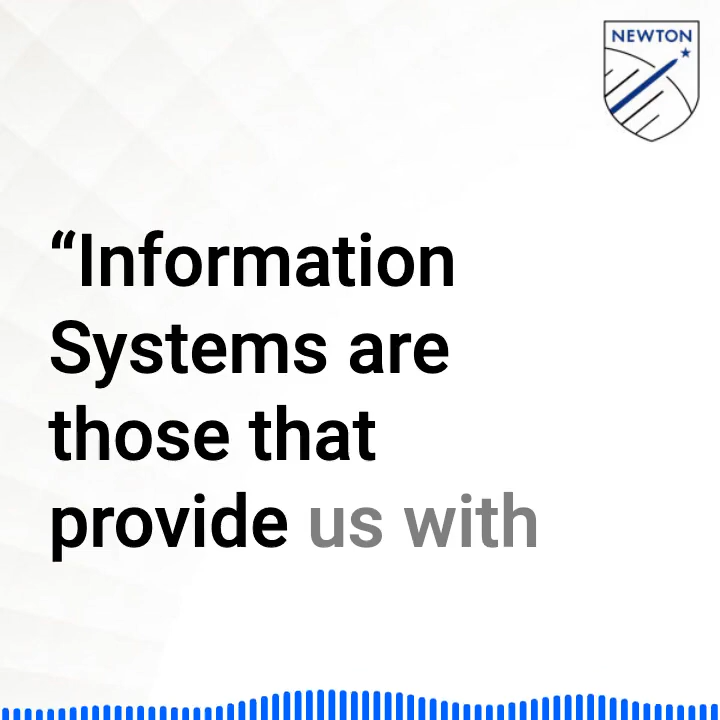 NEWTON
“Information
Systems are
those that
provide us with